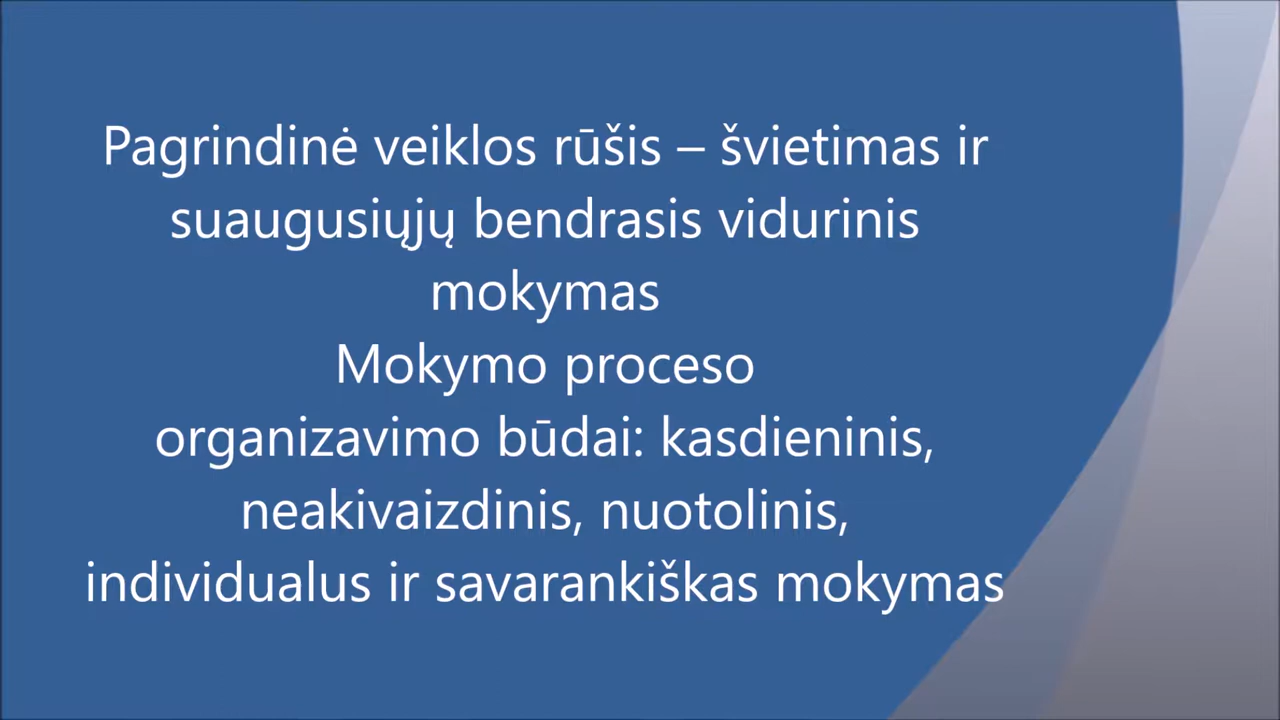 Pagrindinė veiklos rūšis – švietimas ir
suaugusiųjų bendrasis vidurinis
mokymas
Mokymo proceso
organizavimo būdai: kasdieninis,
neakivaizdinis, nuotolinis,
individualus ir savarankiškas mokymas